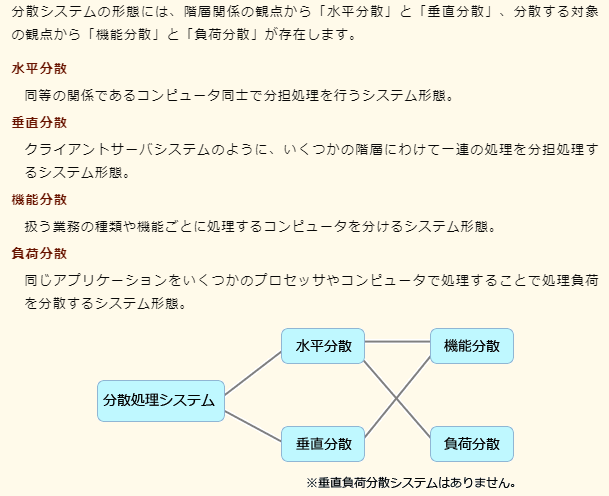 分散システムの形態には、階層関係の観点から「水平分散」と「垂直分散」、分散する対象
の観点から「機能分散」と「負荷分散」が存在します。
水平分散
同等の関係であるコンピュータ同士で分担処理を行うシステム形態。
垂直分散
クライアントサーバシステムのように、いくつかの階層にわけて一連の処理を分担処理す
るシステム形態。
機能分散
扱う業務の種類や機能ごとに処理するコンピュータを分けるシステム形態。
負荷分散
同じアプリケーションをいくつかのプロセッサやコンピュータで処理することで処理負荷
を分散するシステム形態。
水平分散
機能分散
分散処理システム
垂直分散
負荷分散
※垂直負荷分散システムはありません。